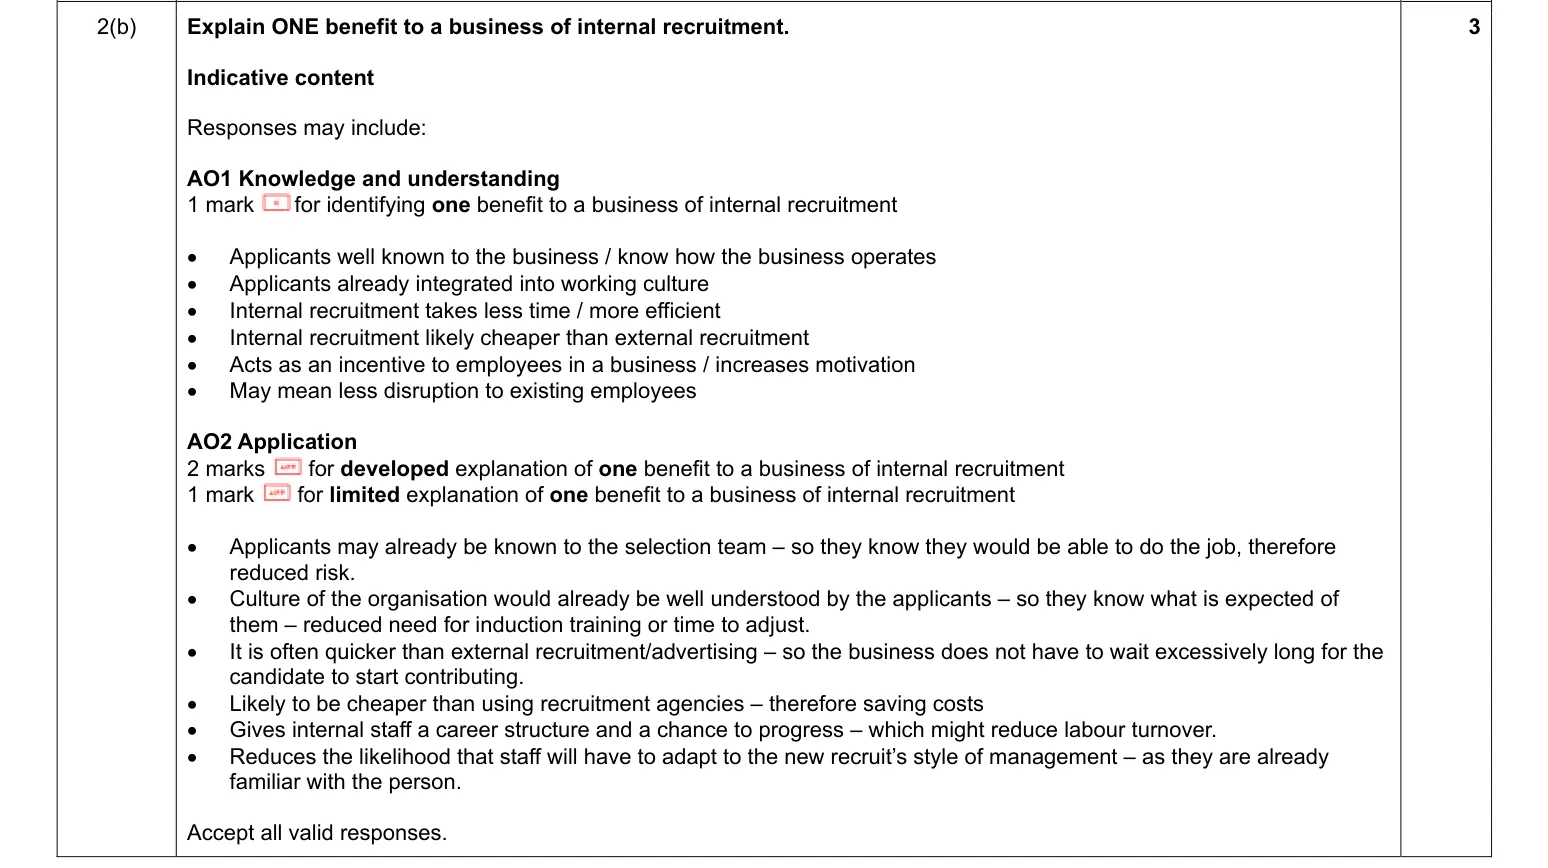 2(b) Explain ONE benefit to a business of internal recruitment. 3
Indicative content
Responses may include:
AO1 Knowledge and understanding
1 mark for identifying one benefit to a business of internal recruitment
• Applicants well known to the business / know how the business operates
• Applicants already integrated into working culture
• Internal recruitment takes less time / more efficient
• Internal recruitment likely cheaper than external recruitment
• Acts as an incentive to employees in a business / increases motivation
• May mean less disruption to existing employees
AO2 Application
2 marks for developed explanation of one benefit to a business of internal recruitment
1 mark for limited explanation of one benefit to a business of internal recruitment
• Applicants may already be known to the selection team – so they know they would be able to do the job, therefore
reduced risk.
• Culture of the organisation would already be well understood by the applicants – so they know what is expected of
them – reduced need for induction training or time to adjust.
• It is often quicker than external recruitment/advertising – so the business does not have to wait excessively long for the
candidate to start contributing.
• Likely to be cheaper than using recruitment agencies – therefore saving costs
• Gives internal staff a career structure and a chance to progress – which might reduce labour turnover.
• Reduces the likelihood that staff will have to adapt to the new recruit’s style of management – as they are already
familiar with the person.
Accept all valid responses.